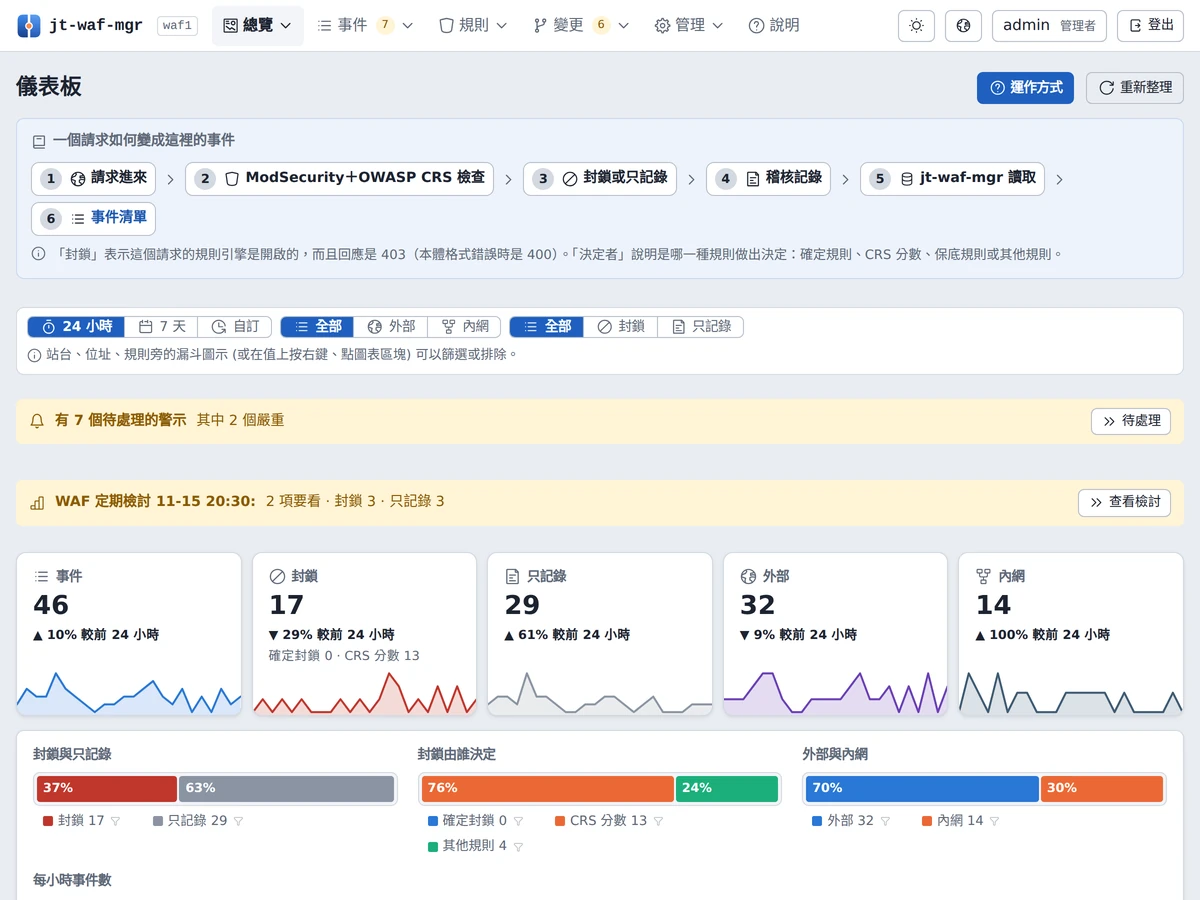 jt-waf-mgr waf1 總覽 事件 7 規則 變更 6 管理 說明 admin 管理者 登出
儀表板 運作方式 重新整理
一個請求如何變成這裡的事件
1 請求進來 2 ModSecurity＋OWASP CRS 檢查 3 封鎖或只記錄 4 稽核記錄 5 jt-waf-mgr 讀取
6 事件清單
「封鎖」表示這個請求的規則引擎是開啟的，而且回應是 403（本體格式錯誤時是 400）。「決定者」說明是哪一種規則做出決定：確定規則、CRS 分數、保底規則或其他規則。
24 小時 7 天 自訂 全部 外部 內網 全部 封鎖 只記錄
站台、位址、規則旁的漏斗圖示 (或在值上按右鍵、點圖表區塊) 可以篩選或排除。
有 7 個待處理的警示 其中 2 個嚴重 待處理
WAF 定期檢討 11-15 20:30: 2 項要看 · 封鎖 3 · 只記錄 3 查看檢討
事件 封鎖 只記錄 外部 內網
46 17 29 32 14
▲ 10% 較前 24 小時 ▼ 29% 較前 24 小時 ▲ 61% 較前 24 小時 ▼ 9% 較前 24 小時 ▲ 100% 較前 24 小時
確定封鎖 0 · CRS 分數 13
封鎖與只記錄 封鎖由誰決定 外部與內網
37% 63% 76% 24% 70% 30%
封鎖 17 只記錄 29 確定封鎖 0 CRS 分數 13 外部 32 內網 14
其他規則 4
每小時事件數